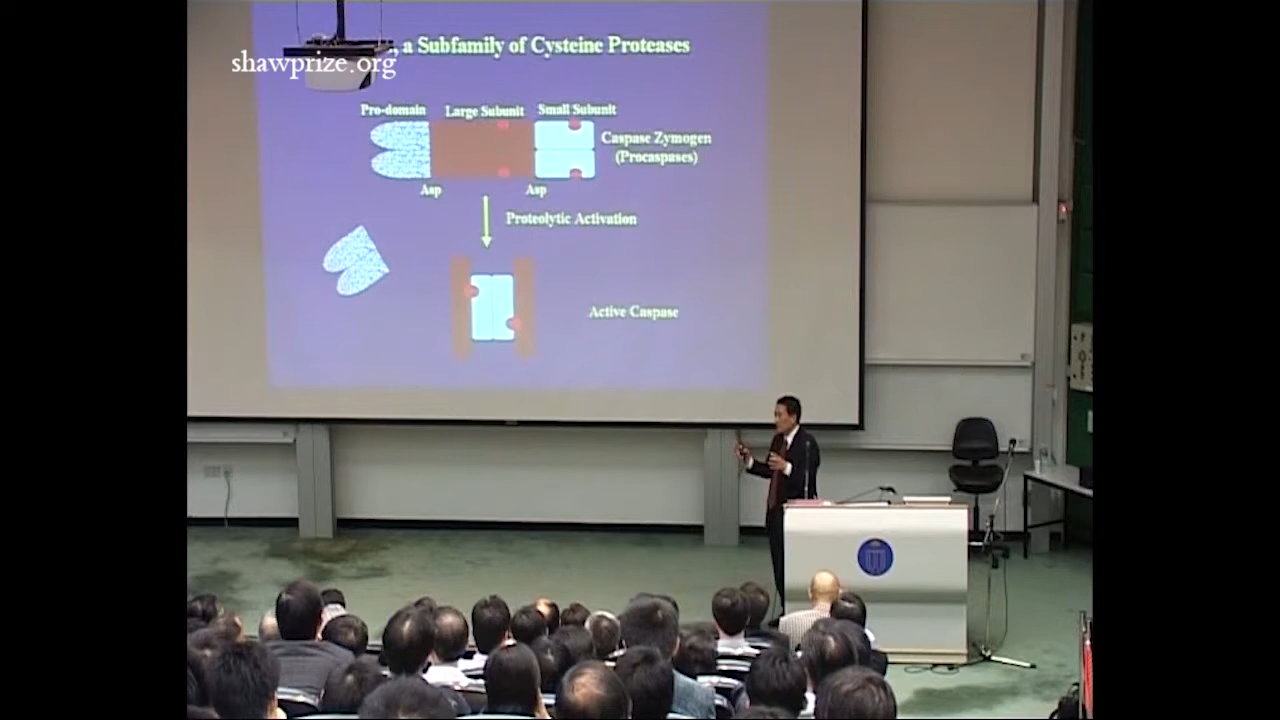 , a Subfamily of Cysteine Proteases
shawprize.org
Pro-domain Large Subunit Small Subunit
Caspase Zymogen
(Procaspases)
Asp Asp
Proteolytic Activation
Active Caspase